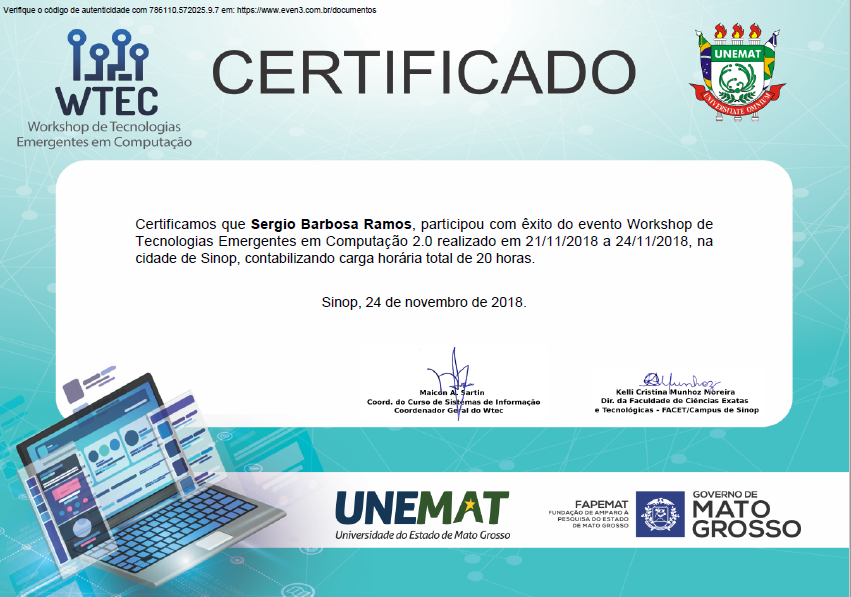 Verifique o código de autenticidade com 786110.572025.9.7 em: https://www.even3.com.br/documentos
CERTIFICADO
WTEC
Workshop de Tecnologias
Emergentes em Computação
UNEMAT
UNIVERSITATE OMNIUM
Certificamos que Sergio Barbosa Ramos, participou com êxito do evento Workshop de
Tecnologias Emergentes em Computação 2.0 realizado em 21/11/2018 a 24/11/2018, na
cidade de Sinop, contabilizando carga horária total de 20 horas.
Sinop, 24 de novembro de 2018.
Maicon A. Sartin
Coord. do Curso de Sistemas de Informação
Coordenador Geral do Wtec
Kelli Cristina Munhoz Moreira
Dir. da Faculdade de Ciências Exatas
e Tecnológicas – FACET/Campus de Sinop
UNEMAT
Universidade do Estado de Mato Grosso
FAPEMAT
FUNDAÇÃO DE AMPARO À
PESQUISA DO ESTADO
DE MATO GROSSO
GOVERNO DE
MATO
GROSSO